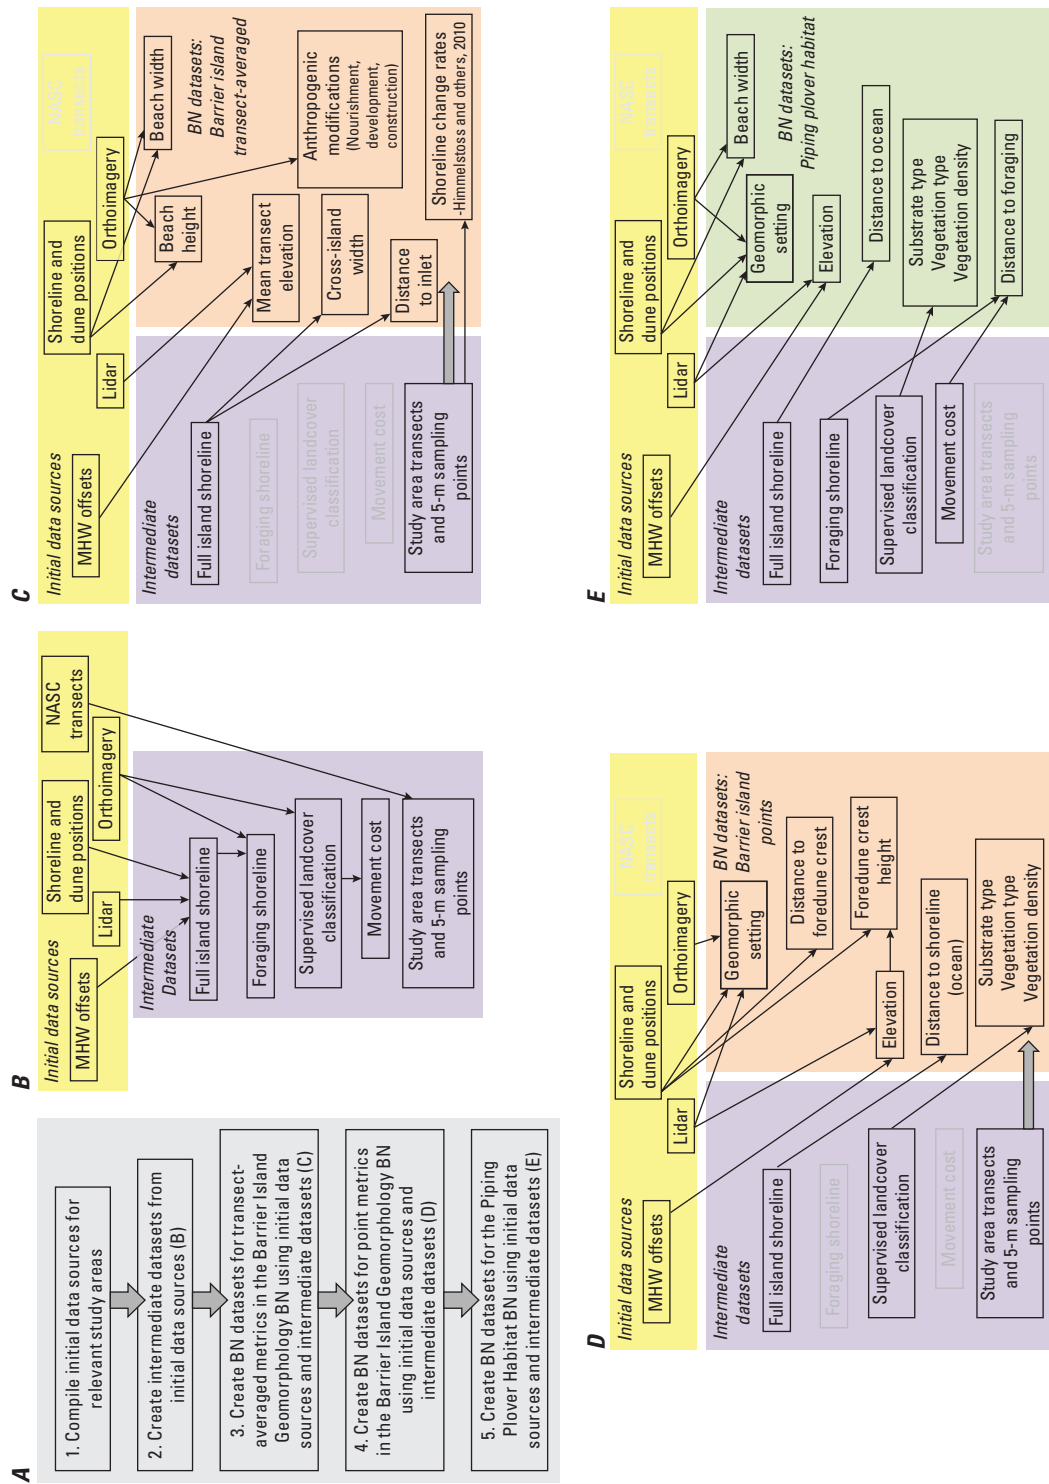 A
1. Compile initial data sources for
relevant study areas
2. Create intermediate datasets from
initial data sources (B)
3. Create BN datasets for transect-
averaged metrics in the Barrier Island
Geomorphology BN using initial data
sources and intermediate datasets (C)
4. Create BN datasets for point metrics
in the Barrier Island Geomorphology BN
using initial data sources and
intermediate datasets (D)
5. Create BN datasets for the Piping
Plover Habitat BN using initial data
sources and intermediate datasets (E)
B
Initial data sources
MHW offsets
Lidar
Shoreline and
dune positions
Orthoimagery
NASC
transects
Intermediate
Datasets
Full island shoreline
Foraging shoreline
Supervised landcover
classification
Movement cost
Study area transects
and 5-m sampling
points
C
Initial data sources
MHW offsets
Lidar
Shoreline and
dune positions
Orthoimagery
NASC
Intermediate
datasets
Full island shoreline
Foraging shoreline
Supervised landcover
classification
Movement cost
Study area transects
and 5-m sampling
points
BN datasets:
Barrier island
transect-averaged
Beach width
Beach
height
Mean transect
elevation
Anthropogenic
modifications
(Nourishment,
development,
construction)
Cross-island
width
Distance
to inlet
Shoreline change rates
-Himmelstoss and others, 2010
D
Initial data sources
MHW offsets
Lidar
Shoreline and
dune positions
Orthoimagery
NASC
transects
Intermediate
datasets
Full island shoreline
Foraging shoreline
Supervised landcover
classification
Movement cost
Study area transects
and 5-m sampling
points
BN datasets:
Barrier island
points
Geomorphic
setting
Distance to
foredune crest
Foredune crest
height
Elevation
Distance to shoreline
(ocean)
Substrate type
Vegetation type
Vegetation density
E
Initial data sources
MHW offsets
Lidar
Shoreline and
dune positions
Orthoimagery
NASC
transects
Intermediate
datasets
Full island shoreline
Foraging shoreline
Supervised landcover
classification
Movement cost
Study area transects
and 5-m sampling
points
BN datasets:
Piping plover habitat
Beach width
Geomorphic
setting
Elevation
Distance to ocean
Substrate type
Vegetation type
Vegetation density
Distance to foraging